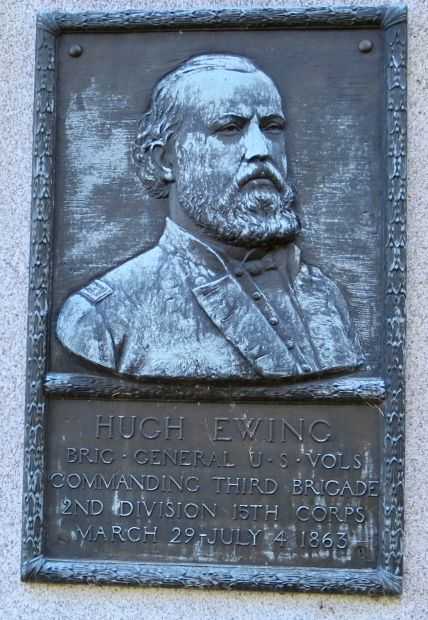 HUGH EWING
BRIG · GENERAL U · S · VOLS
COMMANDING THIRD BRIGADE
2ND DIVISION 15TH CORPS
MARCH 29-JULY 4 1863